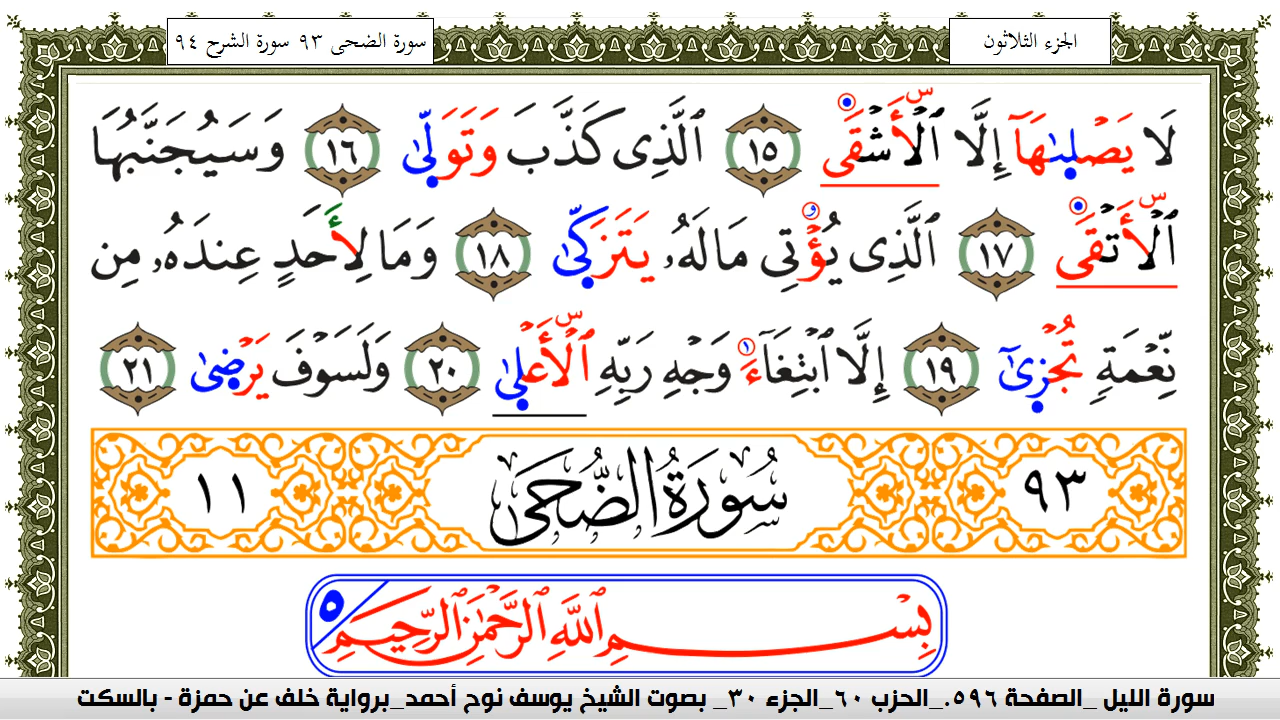 الجزء الثلاثون
سورة الضحى ٩٣ سورة الشرح ٩٤
لَا يَصْلَىٰهَآ إِلَّا ٱلْأَشْقَى ١٥ ٱلَّذِى كَذَّبَ وَتَوَلَّىٰ ١٦ وَسَيُجَنَّبُهَا
ٱلْأَتْقَى ١٧ ٱلَّذِى يُؤْتِى مَالَهُۥ يَتَزَكَّىٰ ١٨ وَمَا لِأَحَدٍ عِندَهُۥ مِن
نِّعْمَةٍ تُجْزَىٰٓ ١٩ إِلَّا ٱبْتِغَآءَ وَجْهِ رَبِّهِ ٱلْأَعْلَىٰ ٢٠ وَلَسَوْفَ يَرْضَىٰ ٢١
٩٣ سُورَةُ الضُّحَى ١١
بِسْمِ ٱللَّهِ ٱلرَّحْمَٰنِ ٱلرَّحِيمِ ٥
سورة الليل _الصفحة ٥٩٦._الحزب ٦٠_الجزء ٣٠_ بصوت الشيخ يوسف نوح أحمد_برواية خلف عن حمزة - بالسكت